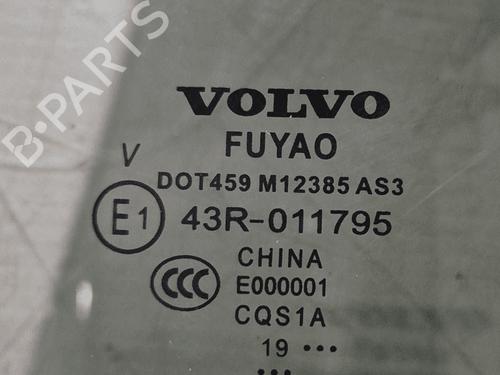 B-PARTS
VOLVO
FUYAO
V
DOT459 M12385 AS3
E1 43R-011795
CHINA
CCC E000001
CQS1A
19 •••
•••